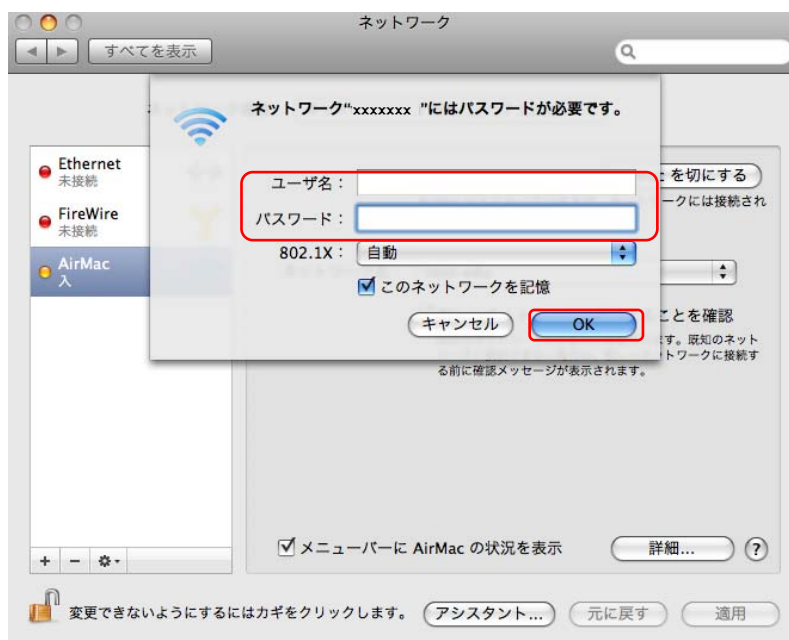 ネットワーク
すべてを表示
ネットワーク“xxxxxxx ”にはパスワードが必要です。
Ethernet
未接続
FireWire
未接続
AirMac
入
ユーザ名：
パスワード：
802.1X：
自動
このネットワークを記憶
キャンセル
OK
を切にする
ークには接続され
ことを確認
す。既知のネット
トワークに接続す
る前に確認メッセージが表示されます。
メニューバーに AirMac の状況を表示
詳細...
?
+ −
変更できないようにするにはカギをクリックします。
アシスタント...
元に戻す
適用